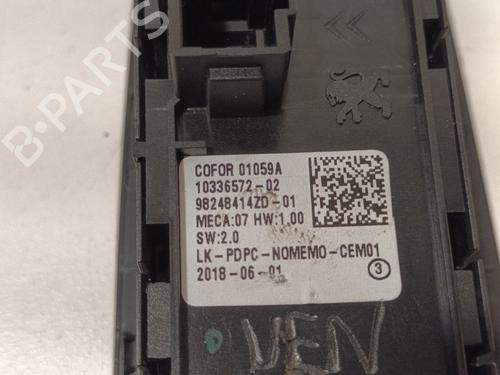 B-PARTS
COFOR 01059A
10336572-02
98248414ZD-01
MECA:07 HW:1.00
SW:2.0
LK-PDPC-NOMEMO-CEM01
2018-06-01
3
VEN